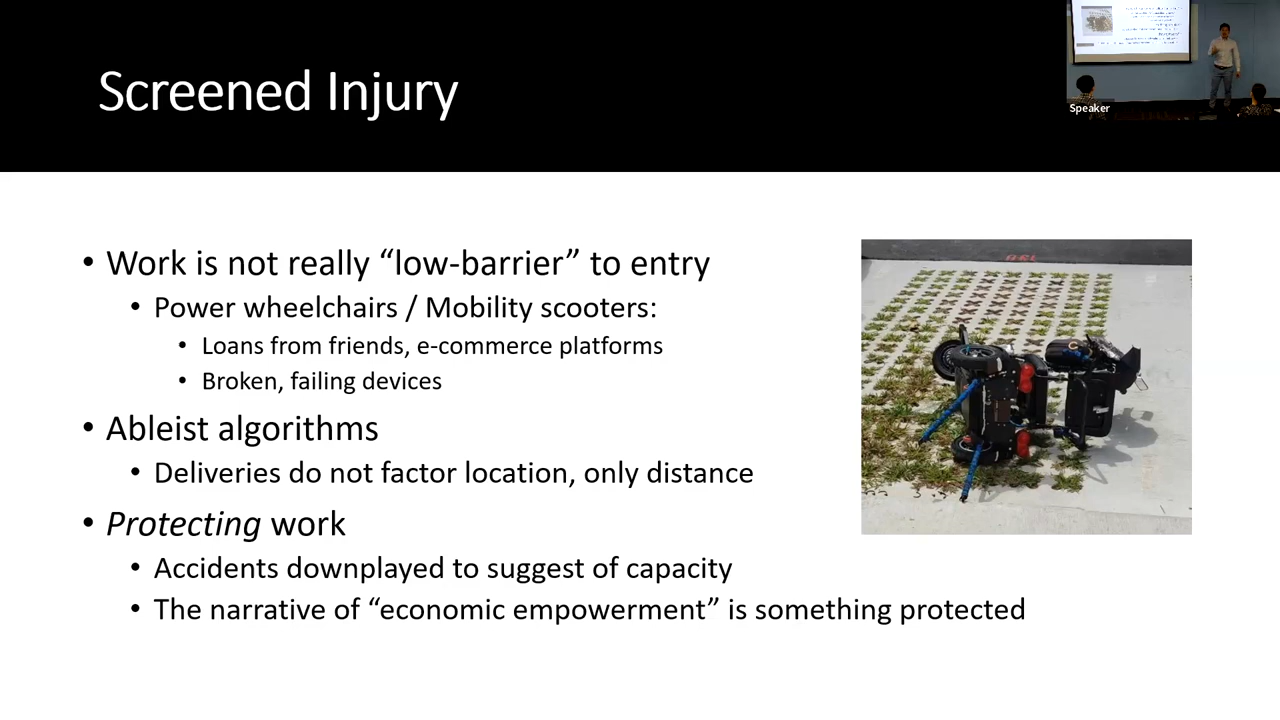 Screened Injury
Speaker
• Work is not really “low-barrier” to entry
• Power wheelchairs / Mobility scooters:
• Loans from friends, e-commerce platforms
• Broken, failing devices
• Ableist algorithms
• Deliveries do not factor location, only distance
• Protecting work
• Accidents downplayed to suggest of capacity
• The narrative of “economic empowerment” is something protected